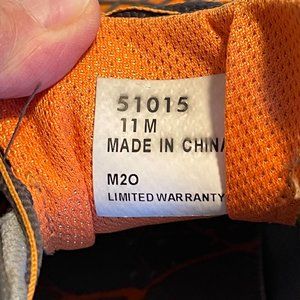 51015
11 M
MADE IN CHINA
M2O
LIMITED WARRANTY